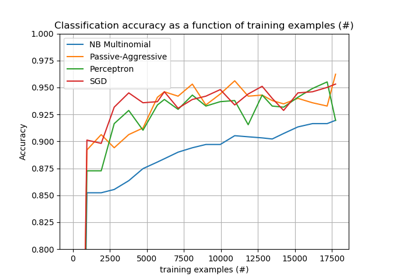 Classification accuracy as a function of training examples (#)
1.000
0.975
0.950
0.925
0.900
0.875
0.850
0.825
0.800
Accuracy
NB Multinomial
Passive-Aggressive
Perceptron
SGD
0 2500 5000 7500 10000 12500 15000 17500
training examples (#)